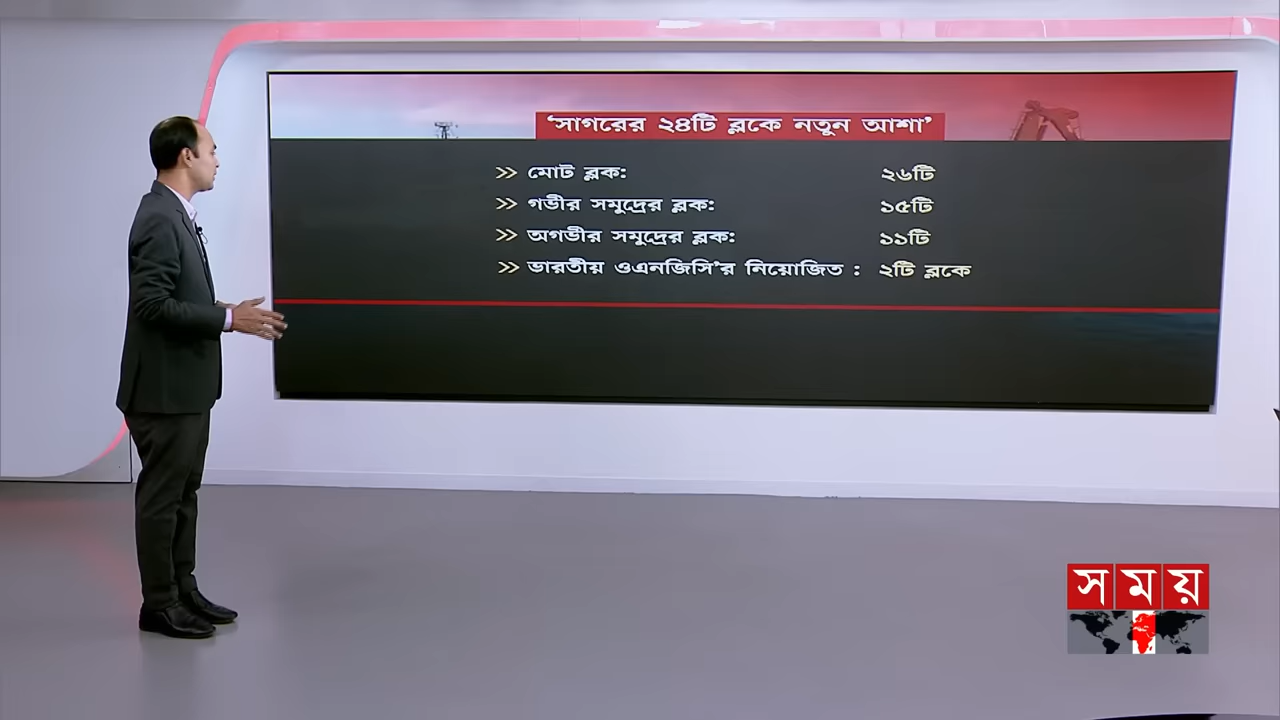 ‘সাগরের ২৪টি ব্লকে নতুন আশা’
>> মোট ব্লক: ২৬টি
>> গভীর সমুদ্রের ব্লক: ১৫টি
>> অগভীর সমুদ্রের ব্লক: ১১টি
>> ভারতীয় ওএনজিসি’র নিয়োজিত : ২টি ব্লকে
সময়